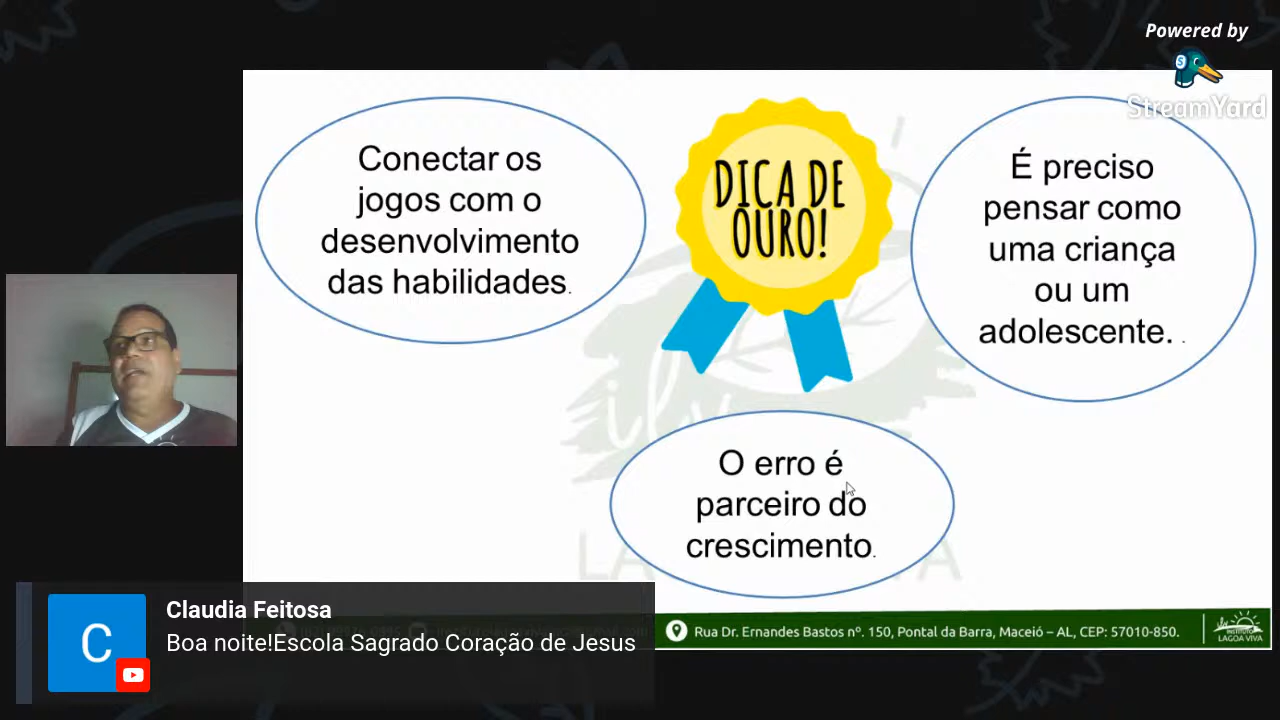 Powered by
StreamYard
Conectar os
jogos com o
desenvolvimento
das habilidades.
DICA DE
OURO!
É preciso
pensar como
uma criança
ou um
adolescente. .
O erro é
parceiro do
crescimento.
C
Claudia Feitosa
Boa noite!Escola Sagrado Coração de Jesus
Rua Dr. Ernandes Bastos nº. 150, Pontal da Barra, Maceió – AL, CEP: 57010-850.
INSTITUTO
LAGOA VIVA